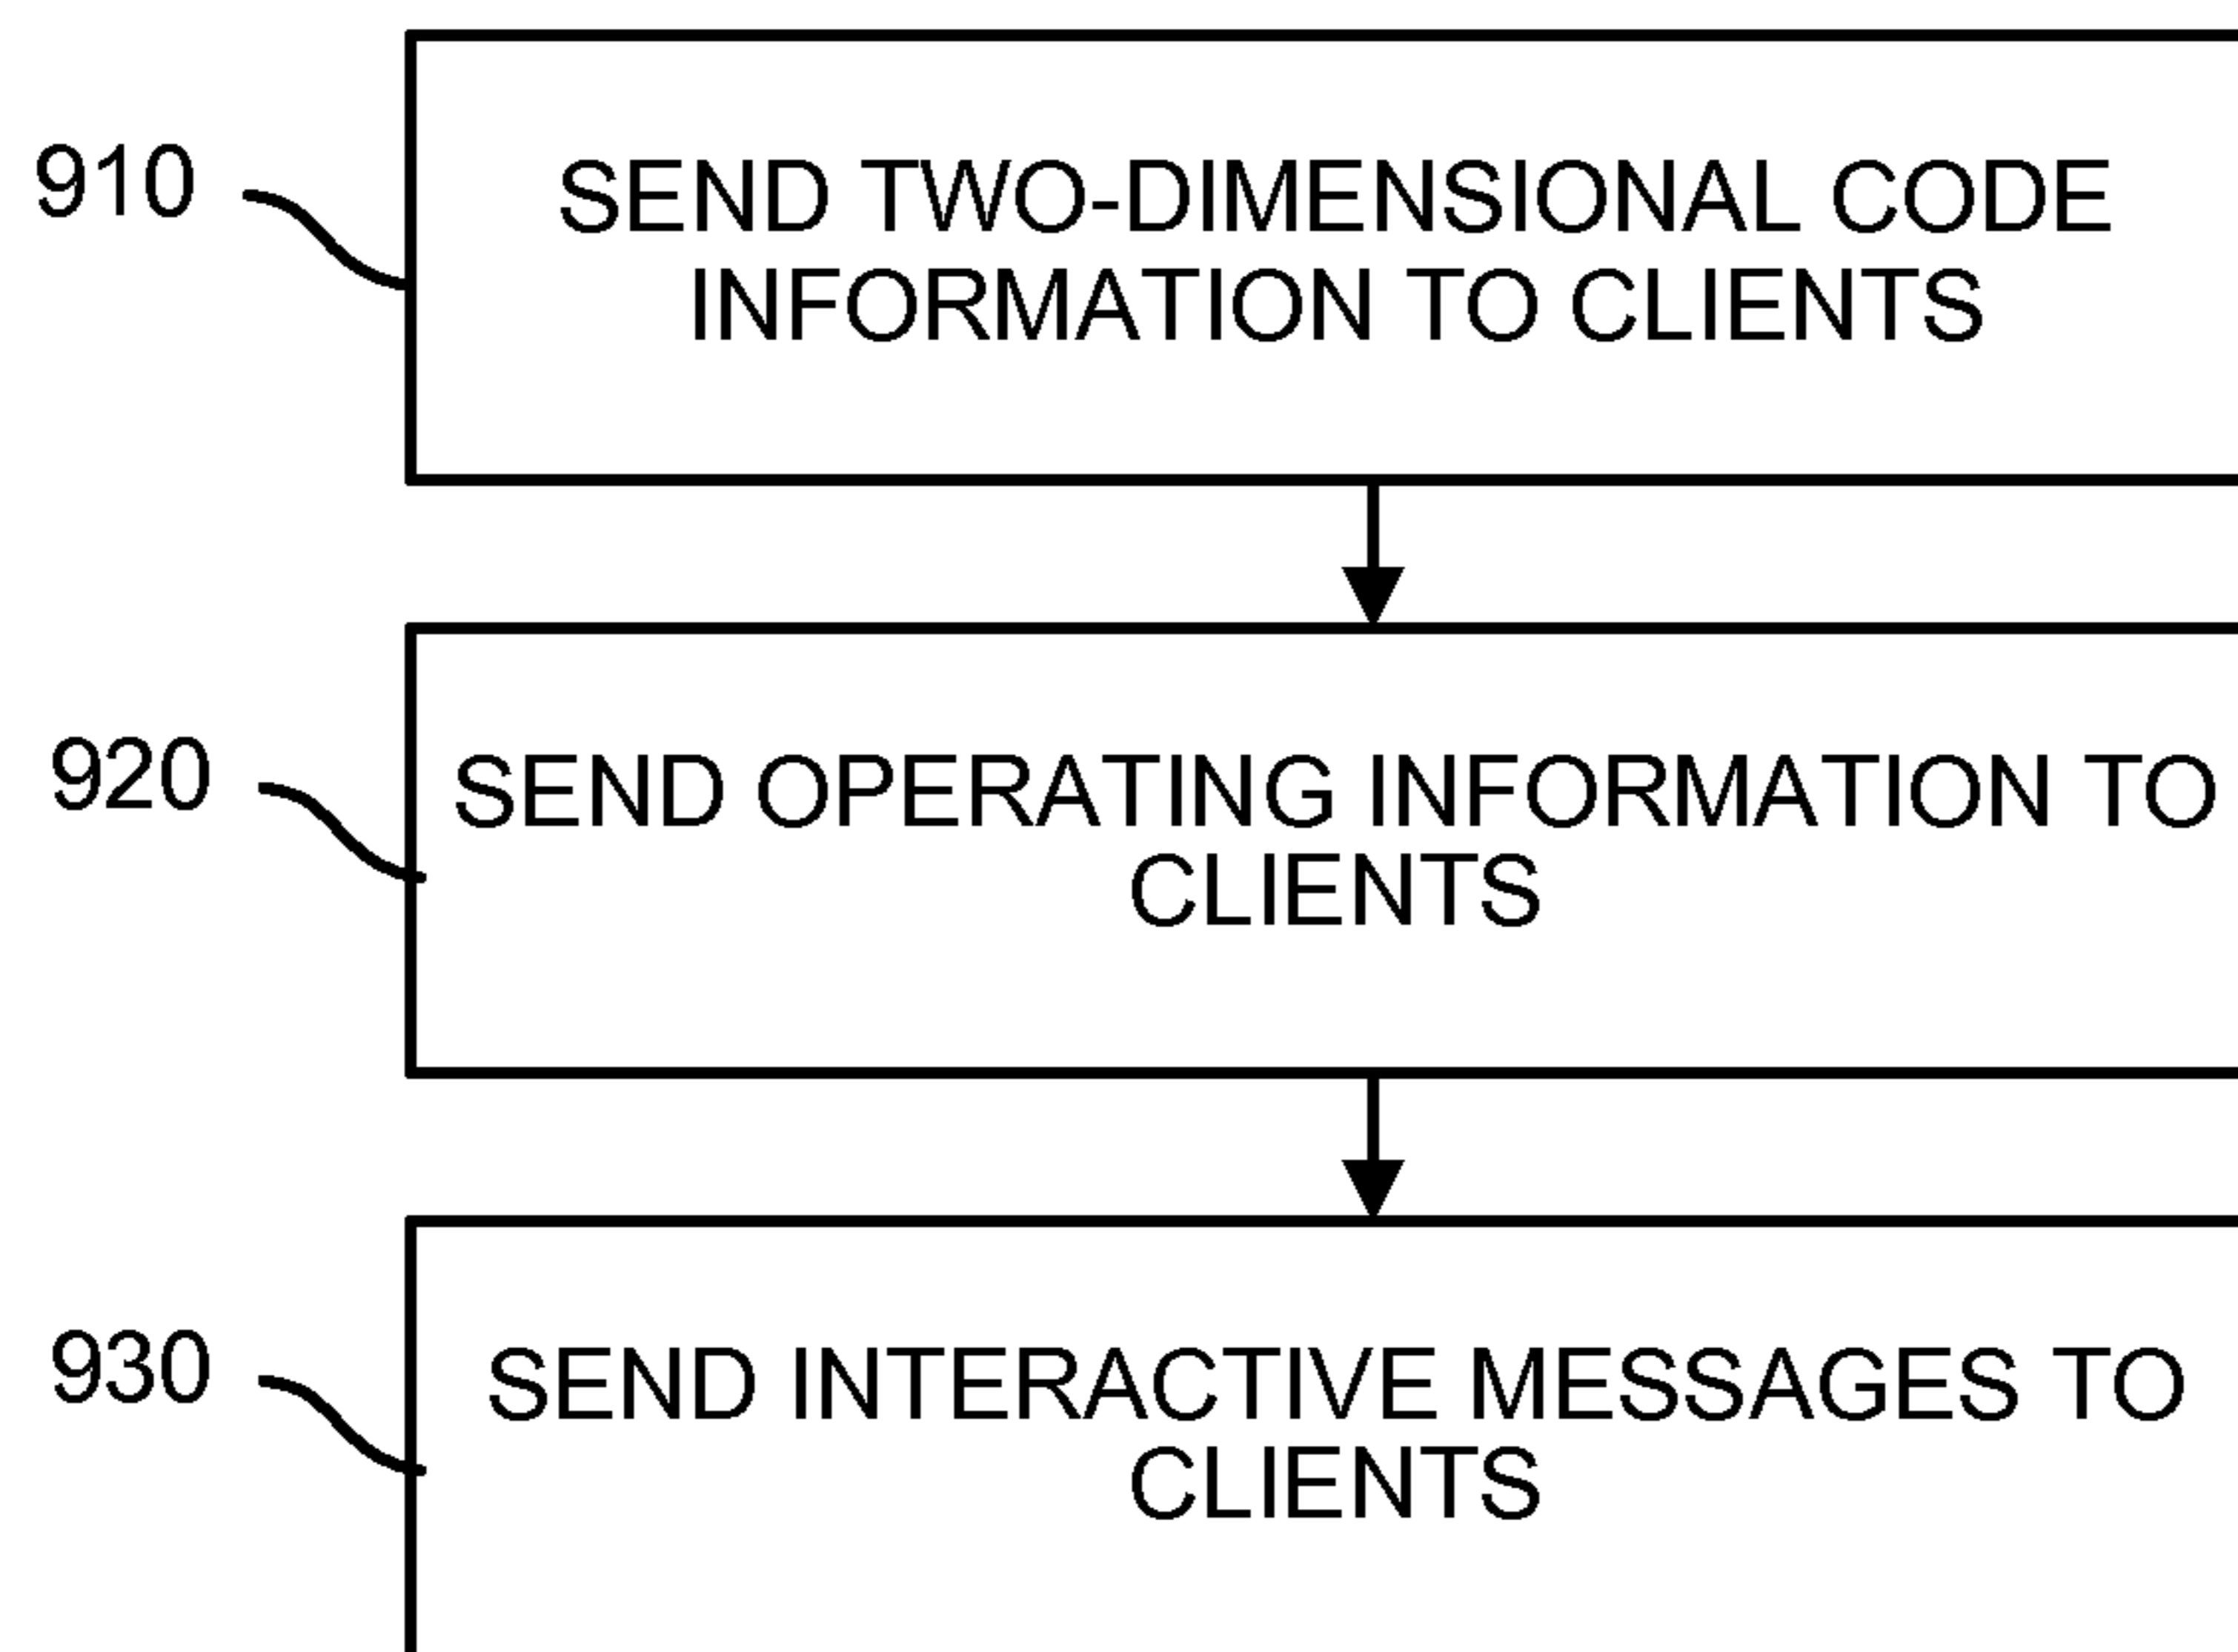 910
SEND TWO-DIMENSIONAL CODE
INFORMATION TO CLIENTS
920
SEND OPERATING INFORMATION TO
CLIENTS
930
SEND INTERACTIVE MESSAGES TO
CLIENTS